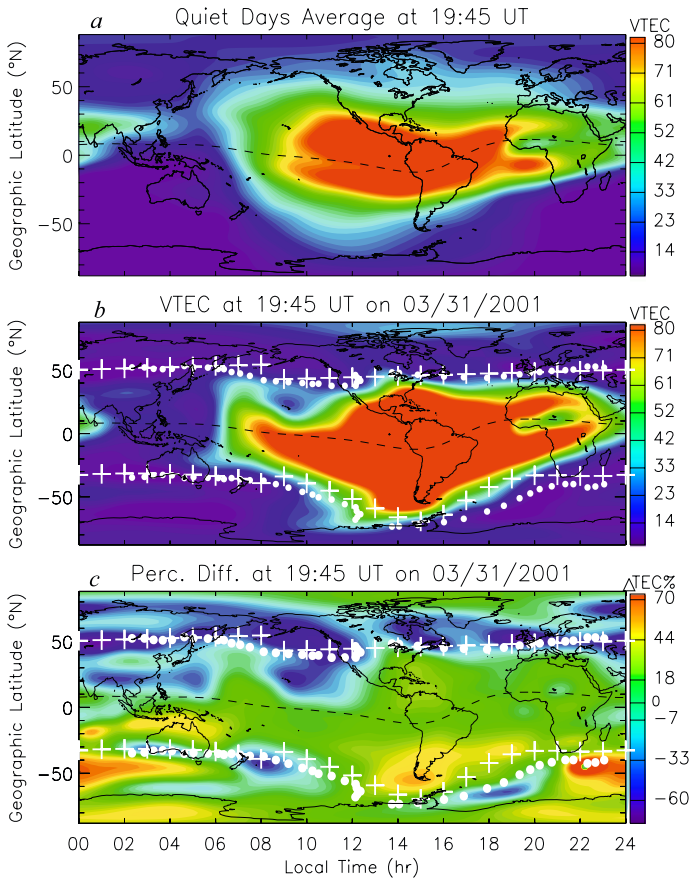 a Quiet Days Average at 19:45 UT
VTEC
80
71
61
52
42
33
23
14
Geographic Latitude (°N)
50
0
−50
b VTEC at 19:45 UT on 03/31/2001
VTEC
80
71
61
52
42
33
23
14
Geographic Latitude (°N)
50
0
−50
c Perc. Diff. at 19:45 UT on 03/31/2001
ΔTEC%
70
44
18
0
−7
−33
−60
Geographic Latitude (°N)
50
0
−50
00 02 04 06 08 10 12 14 16 18 20 22 24
Local Time (hr)